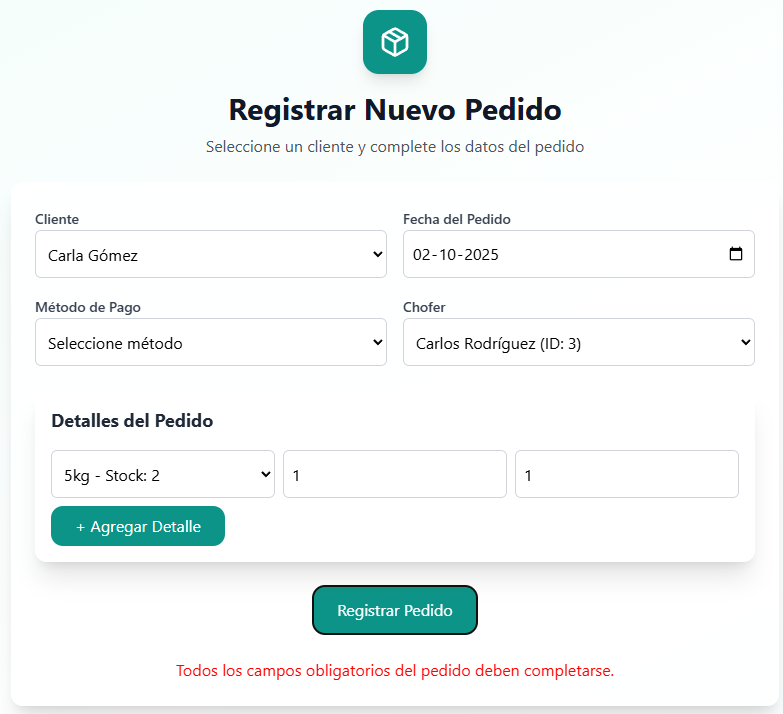 Registrar Nuevo Pedido
Seleccione un cliente y complete los datos del pedido
Cliente
Fecha del Pedido
Carla Gómez
02-10-2025
Método de Pago
Chofer
Seleccione método
Carlos Rodríguez (ID: 3)
Detalles del Pedido
5kg - Stock: 2
1
1
+ Agregar Detalle
Registrar Pedido
Todos los campos obligatorios del pedido deben completarse.